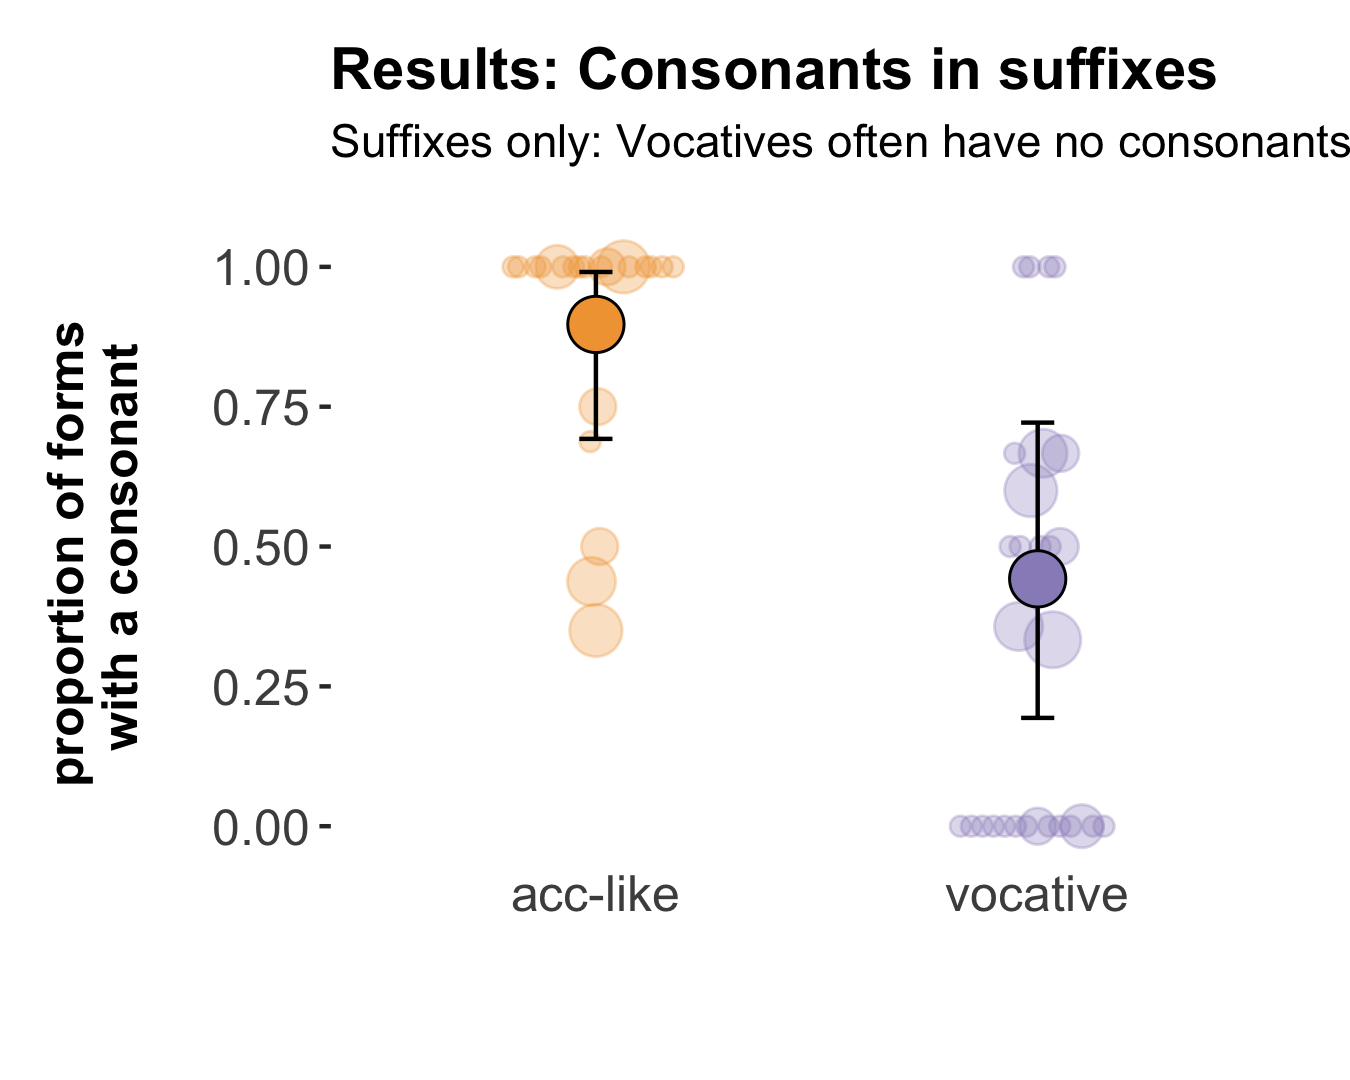 Results: Consonants in suffixes
Suffixes only: Vocatives often have no consonants
proportion of forms
with a consonant
1.00
0.75
0.50
0.25
0.00
acc-like
vocative